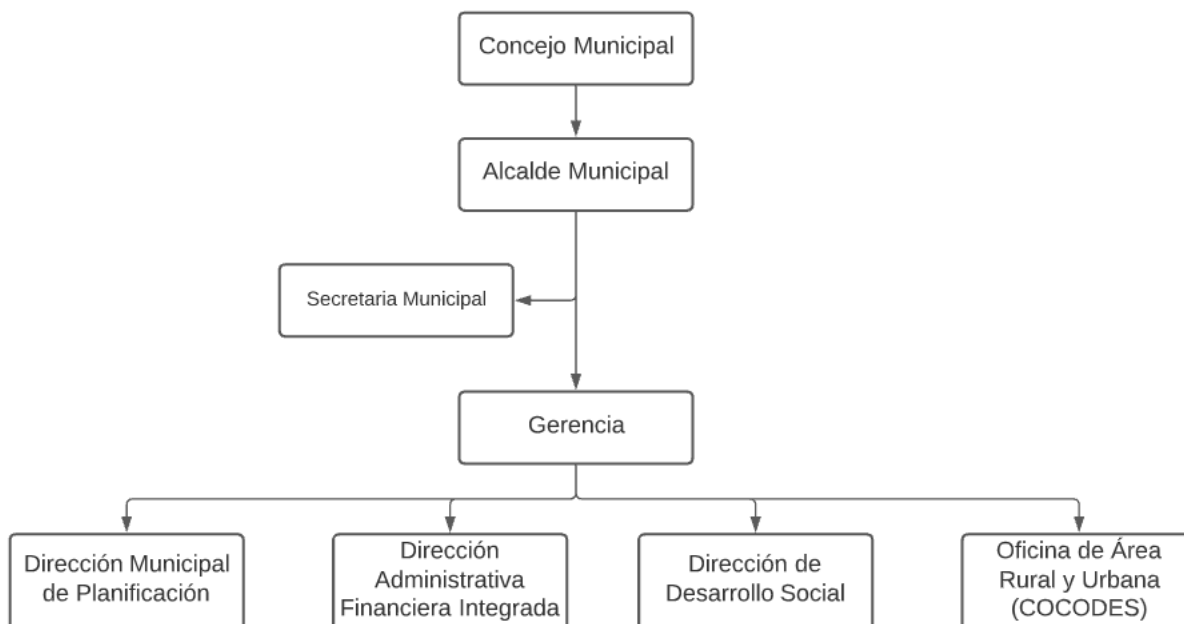 Concejo Municipal
Alcalde Municipal
Secretaria Municipal
Gerencia
Dirección Municipal
de Planificación
Dirección
Administrativa
Financiera Integrada
Dirección de
Desarrollo Social
Oficina de Área
Rural y Urbana
(COCODES)